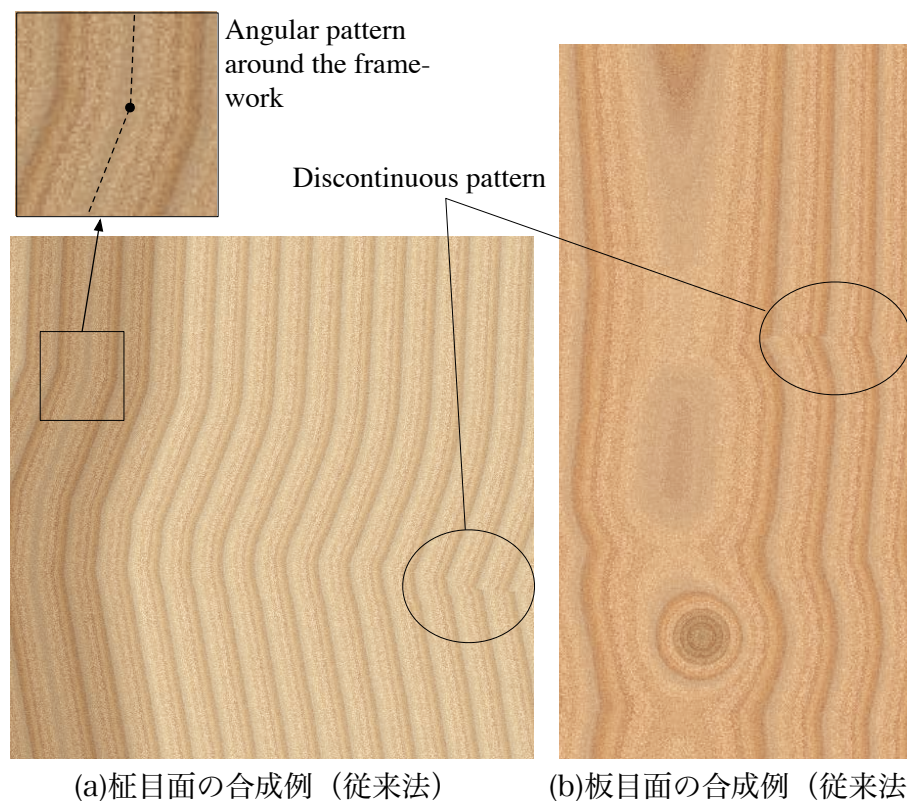 Angular pattern
around the frame-
work
Discontinuous pattern
(a)柾目面の合成例（従来法）
(b)板目面の合成例（従来法